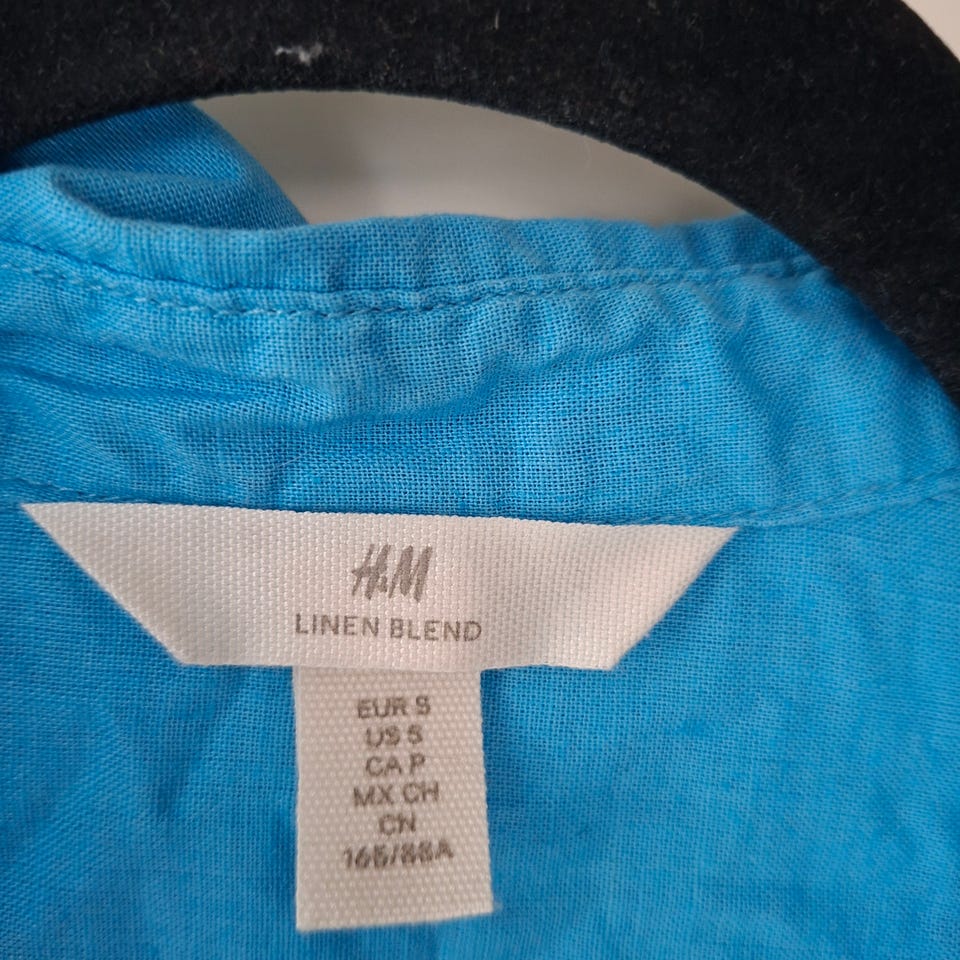 H&M
LINEN BLEND
EUR S
US S
CA P
MX CH
CN
165/88A